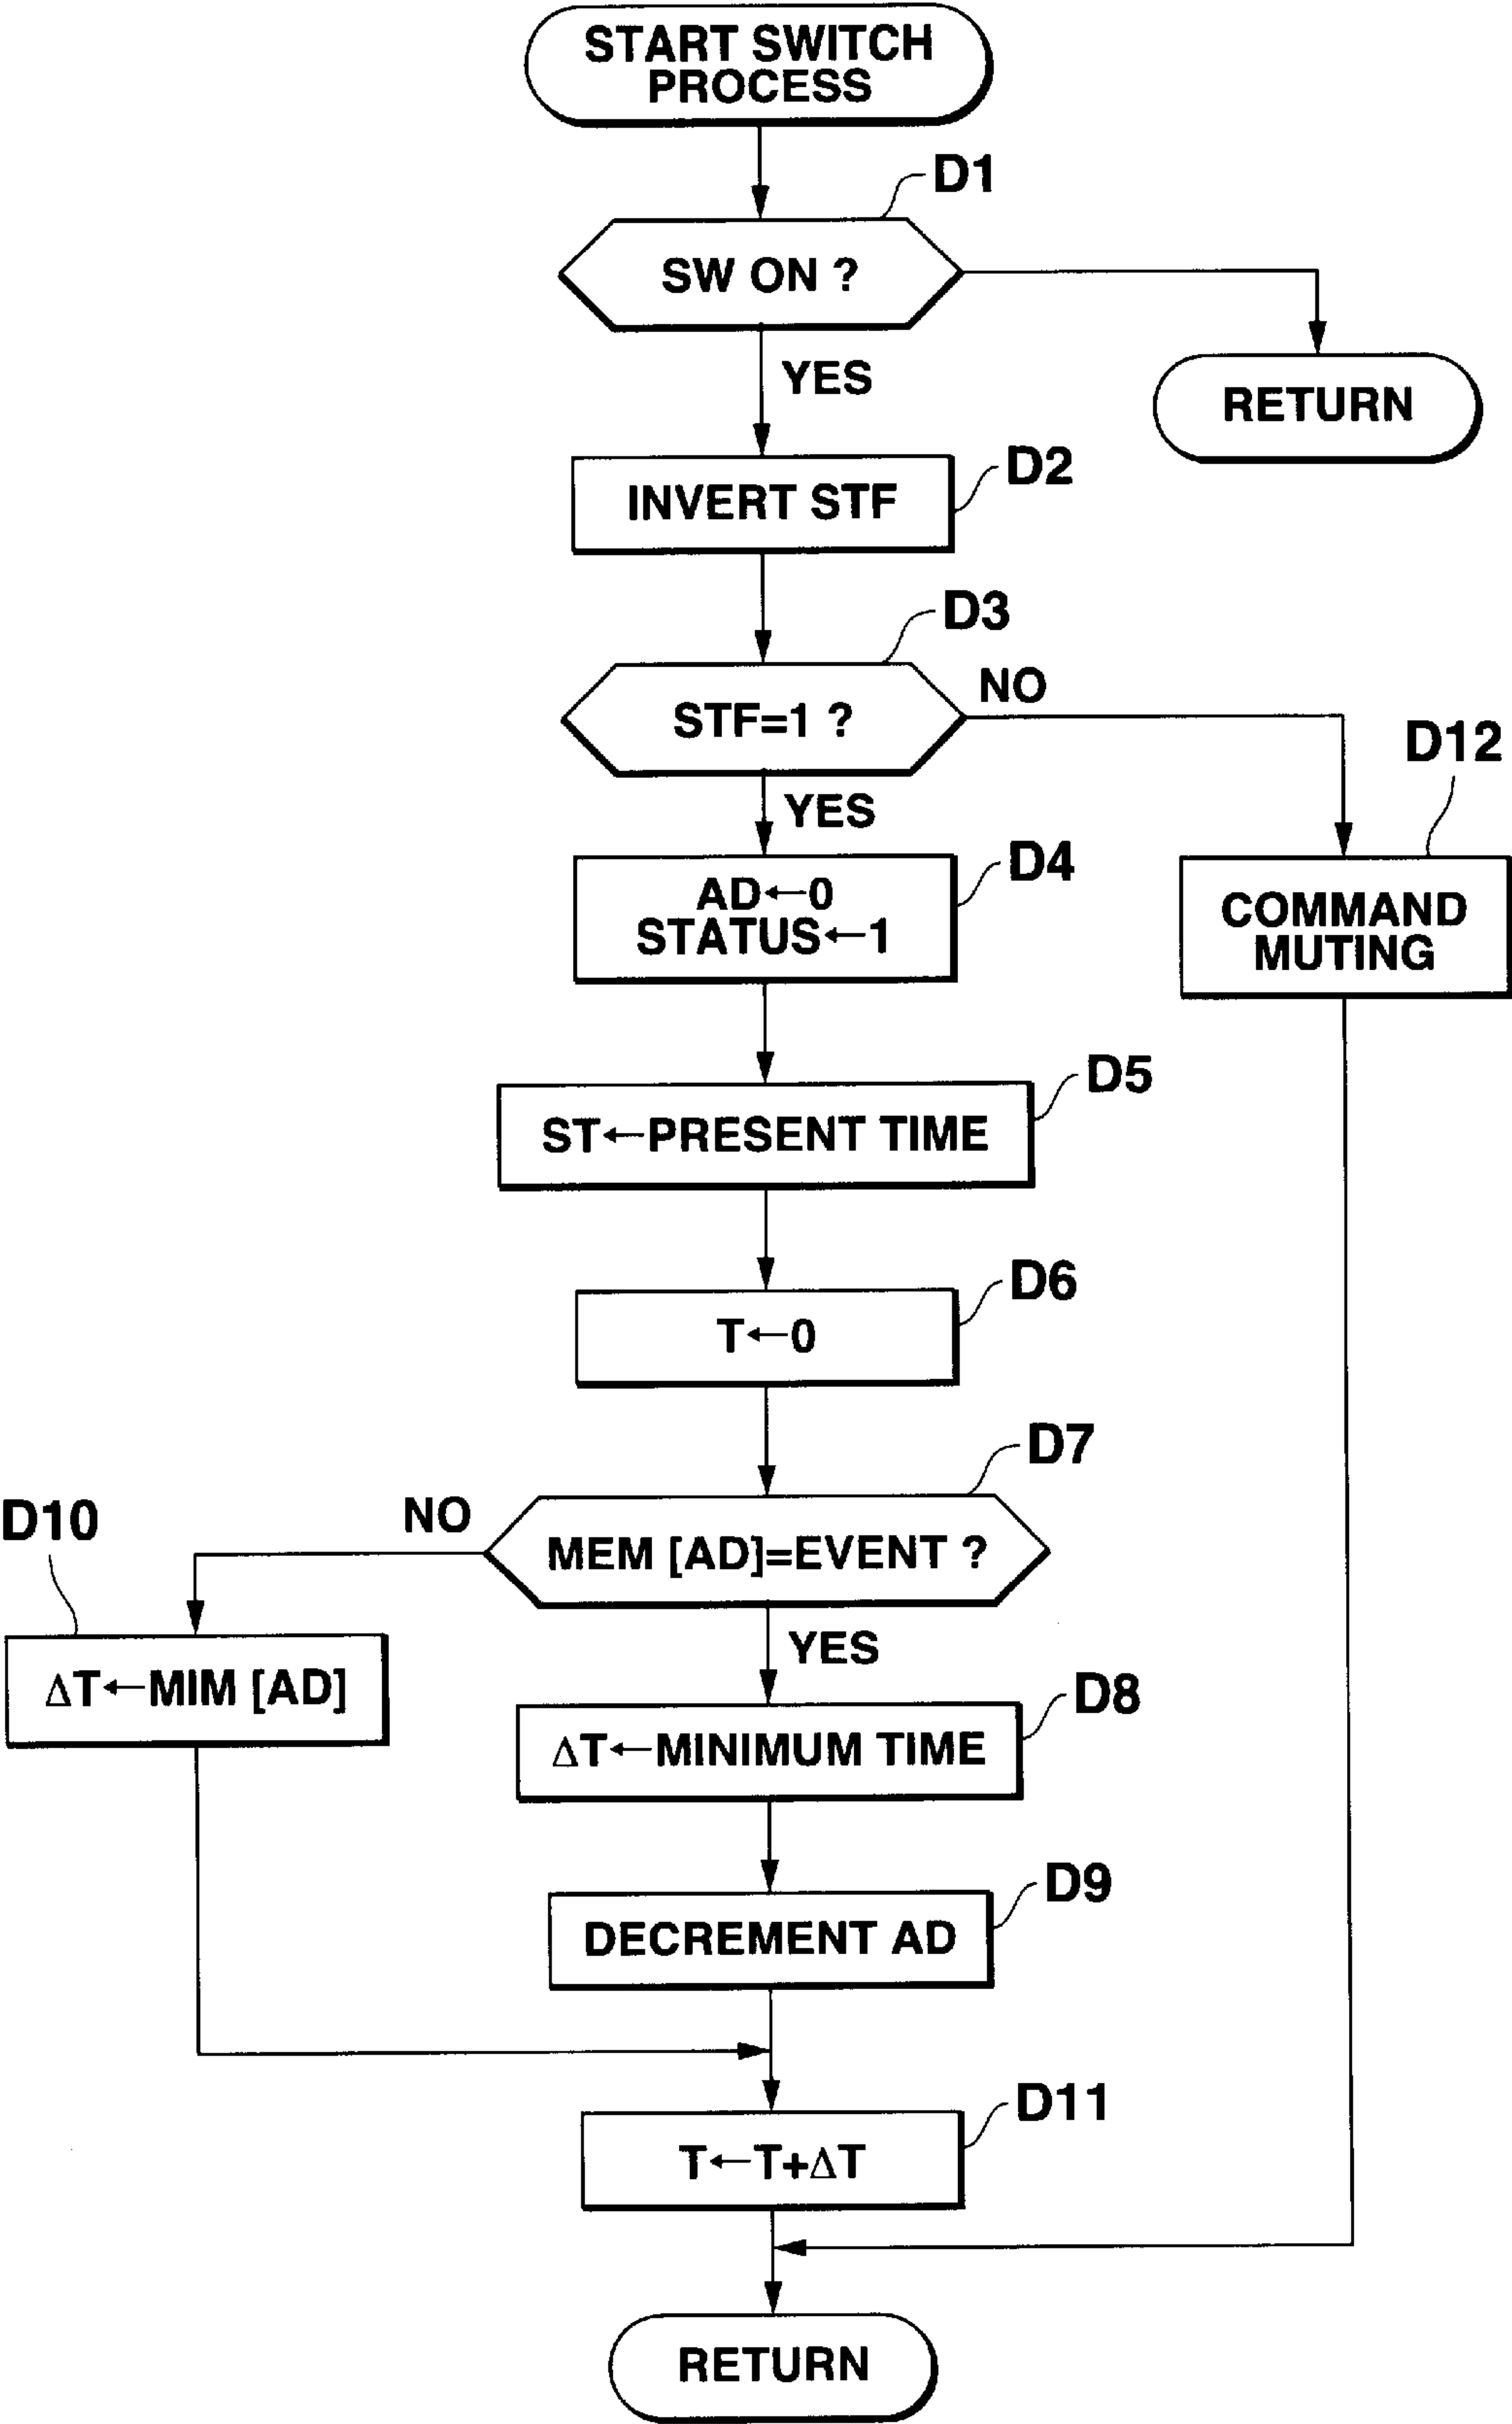 START SWITCH
PROCESS
D1
SW ON ?
YES
RETURN
D2
INVERT STF
D3
STF=1 ?
NO
YES
D12
D4
AD←0
STATUS←1
COMMAND
MUTING
D5
ST←PRESENT TIME
D6
T←0
D7
MEM [AD]=EVENT ?
NO
D10
YES
ΔT←MIM [AD]
D8
ΔT←MINIMUM TIME
D9
DECREMENT AD
D11
T←T+ΔT
RETURN